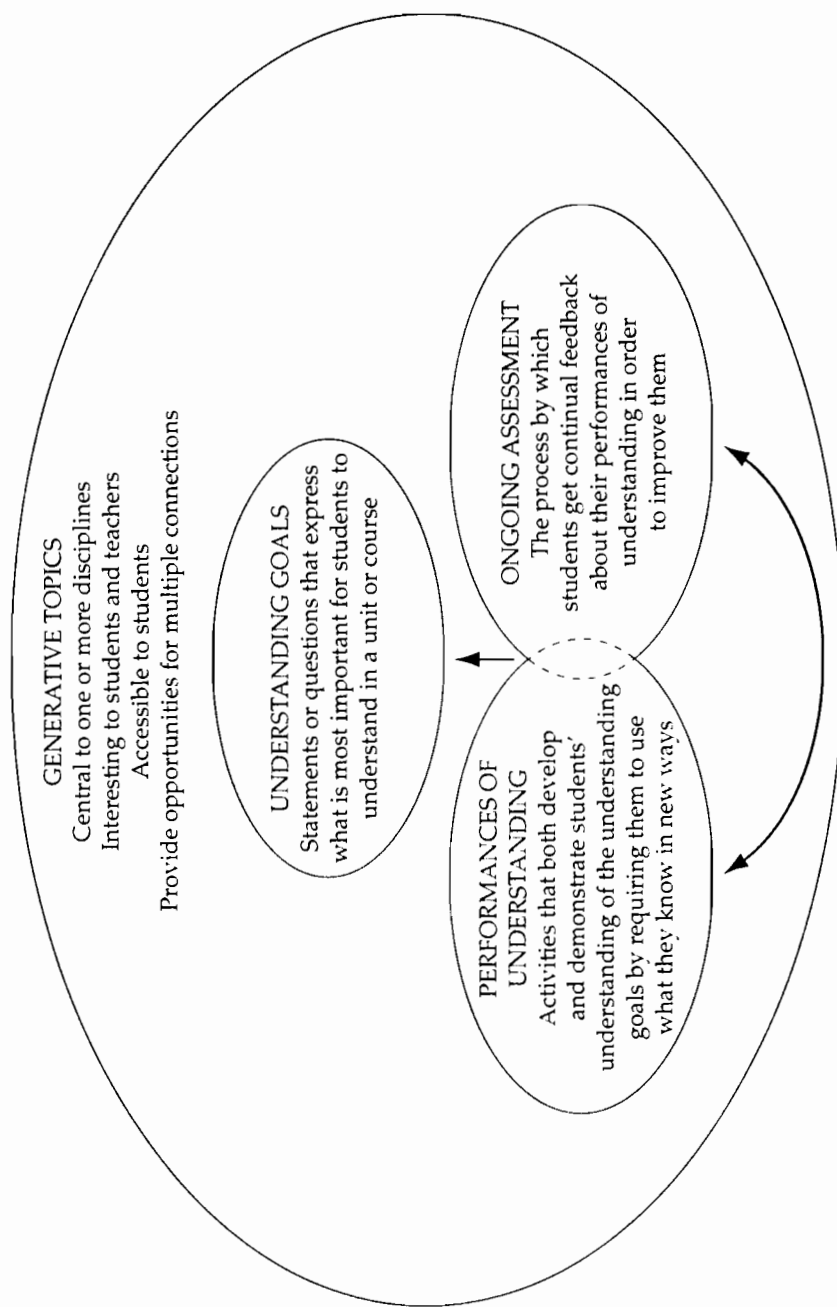 GENERATIVE TOPICS
Central to one or more disciplines
Interesting to students and teachers
Accessible to students
Provide opportunities for multiple connections
UNDERSTANDING GOALS
Statements or questions that express
what is most important for students to
understand in a unit or course
PERFORMANCES OF
UNDERSTANDING
Activities that both develop
and demonstrate students'
understanding of the understanding
goals by requiring them to use
what they know in new ways
ONGOING ASSESSMENT
The process by which
students get continual feedback
about their performances of
understanding in order
to improve them